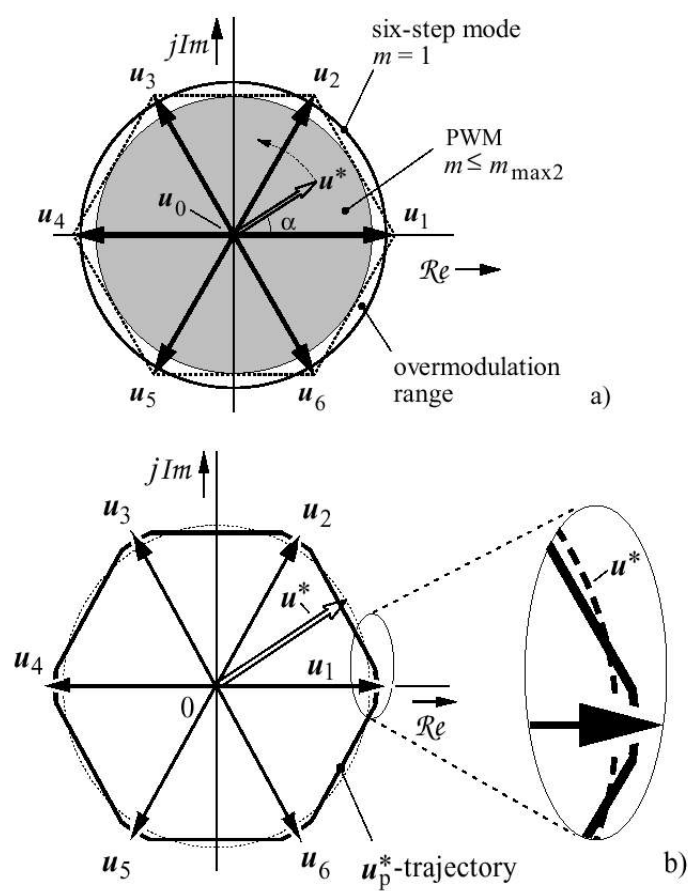 jIm
six-step mode
m = 1
u3
u2
PWM
m ≤ mmax2
u*
u4
u0
α
u1
Re
u5
u6
overmodulation
range
a)
jIm
u3
u2
u*
u*
u4
u1
0
Re
u5
u6
u*p-trajectory
b)